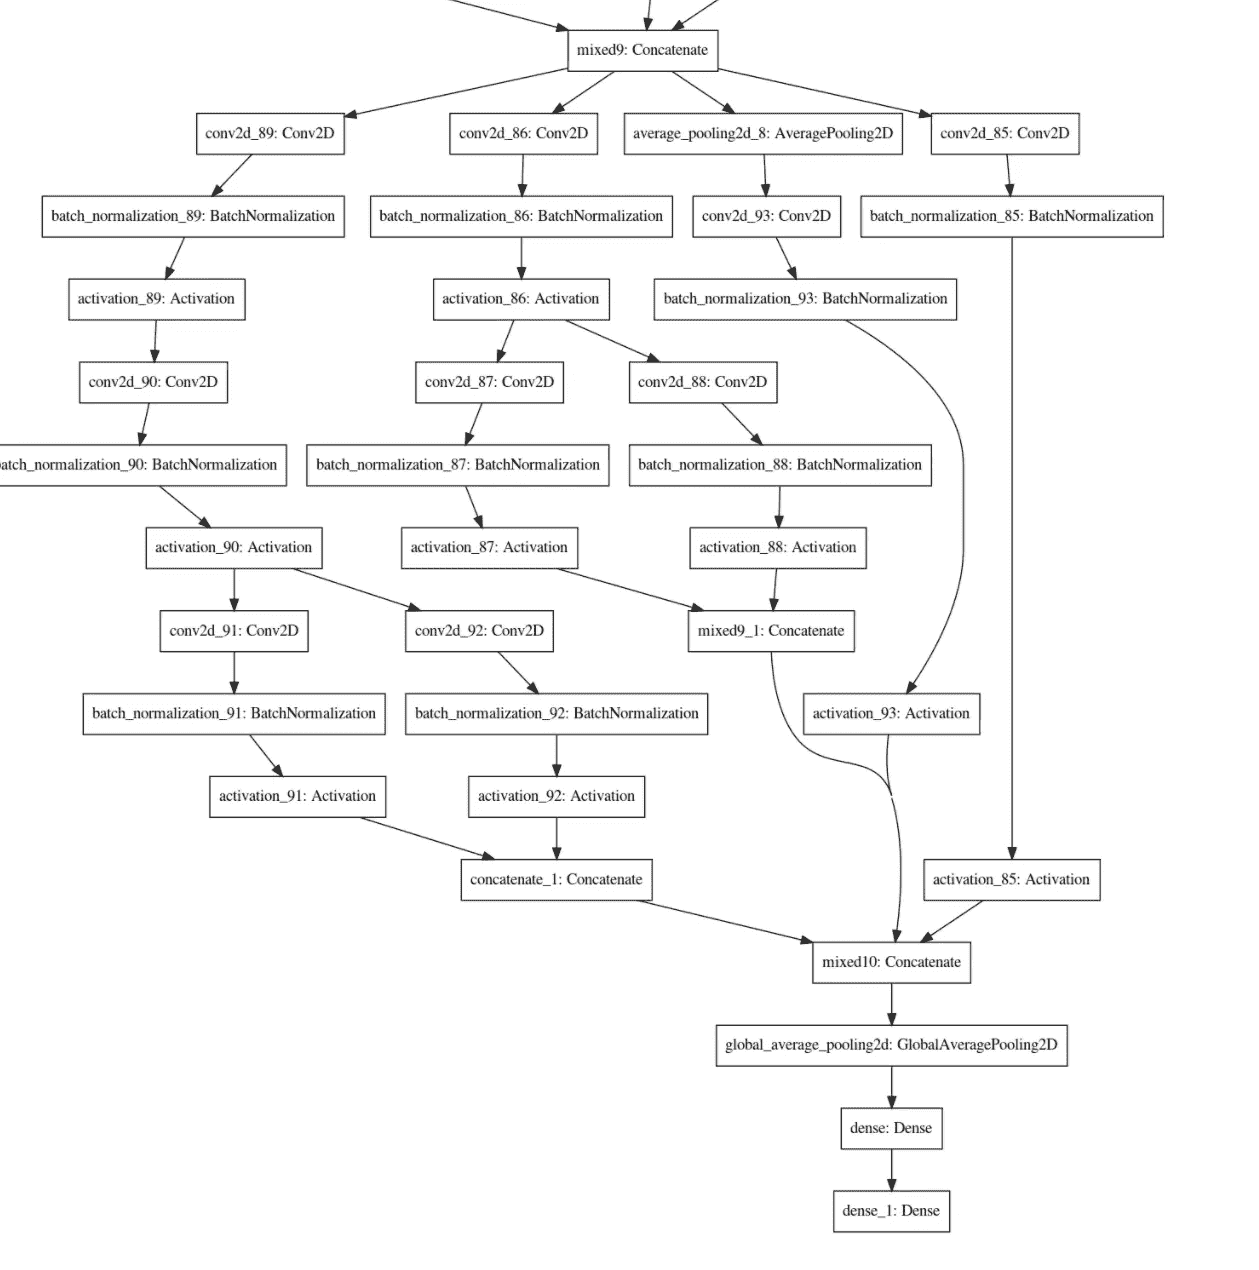 mixed9: Concatenate
conv2d_89: Conv2D
conv2d_86: Conv2D
average_pooling2d_8: AveragePooling2D
conv2d_85: Conv2D
batch_normalization_89: BatchNormalization
batch_normalization_86: BatchNormalization
conv2d_93: Conv2D
batch_normalization_85: BatchNormalization
activation_89: Activation
activation_86: Activation
batch_normalization_93: BatchNormalization
conv2d_90: Conv2D
conv2d_87: Conv2D
conv2d_88: Conv2D
atch_normalization_90: BatchNormalization
batch_normalization_87: BatchNormalization
batch_normalization_88: BatchNormalization
activation_90: Activation
activation_87: Activation
activation_88: Activation
conv2d_91: Conv2D
conv2d_92: Conv2D
mixed9_1: Concatenate
batch_normalization_91: BatchNormalization
batch_normalization_92: BatchNormalization
activation_93: Activation
activation_91: Activation
activation_92: Activation
concatenate_1: Concatenate
activation_85: Activation
mixed10: Concatenate
global_average_pooling2d: GlobalAveragePooling2D
dense: Dense
dense_1: Dense